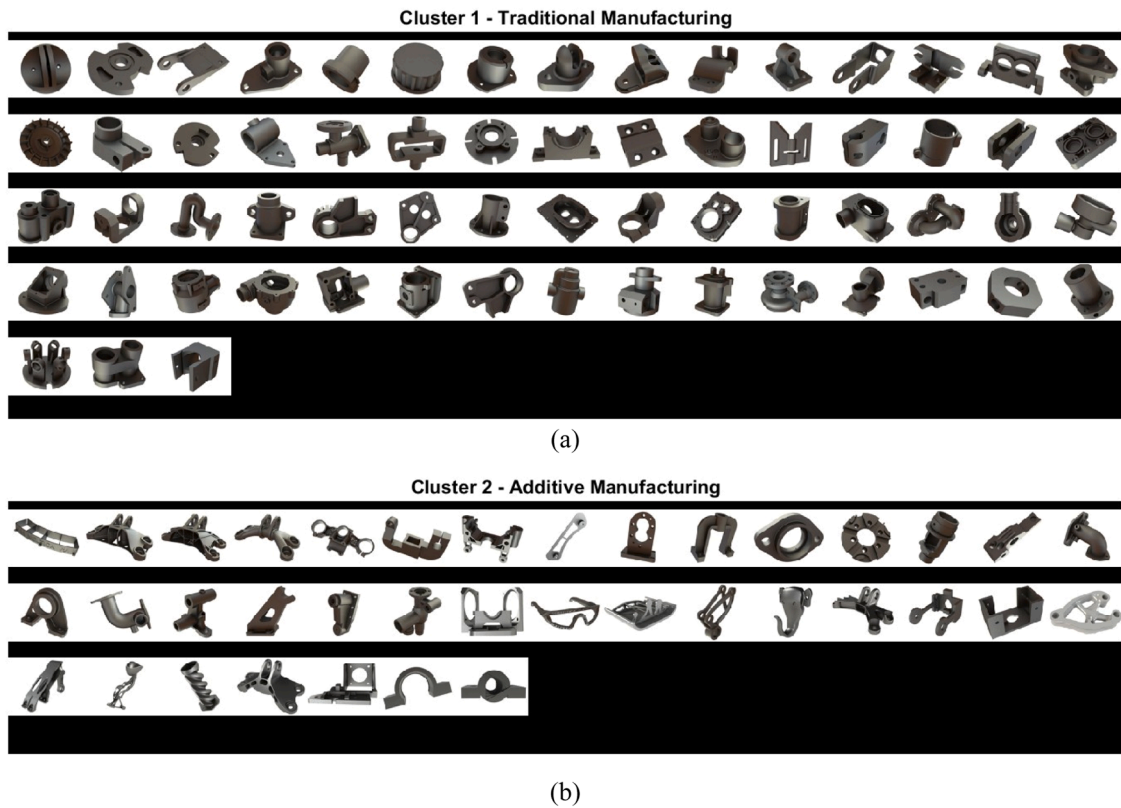 Cluster 1 - Traditional Manufacturing
(a)
Cluster 2 - Additive Manufacturing
(b)